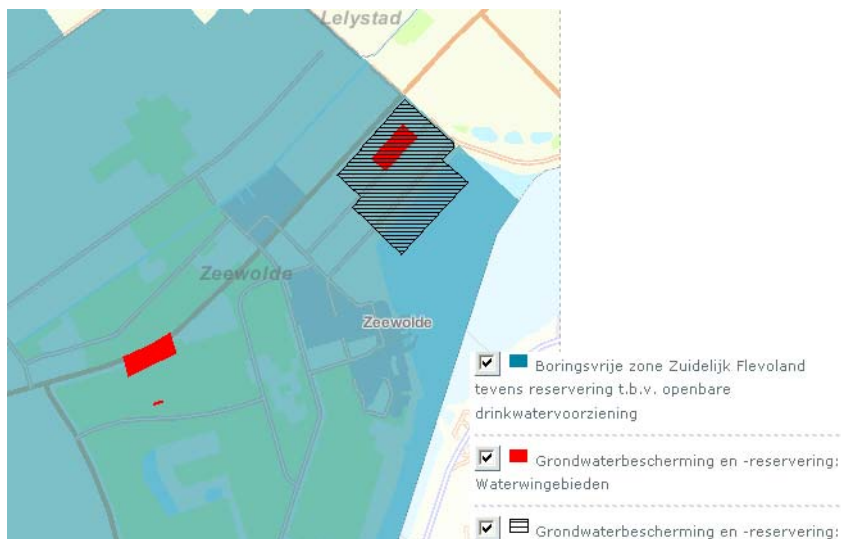 Lelystad
Zeewolde
Zeewolde
Boringsvrije zone Zuidelijk Flevoland
tevens reservering t.b.v. openbare
drinkwatervoorziening
Grondwaterbescherming en -reservering:
Waterwingebieden
Grondwaterbescherming en -reservering: